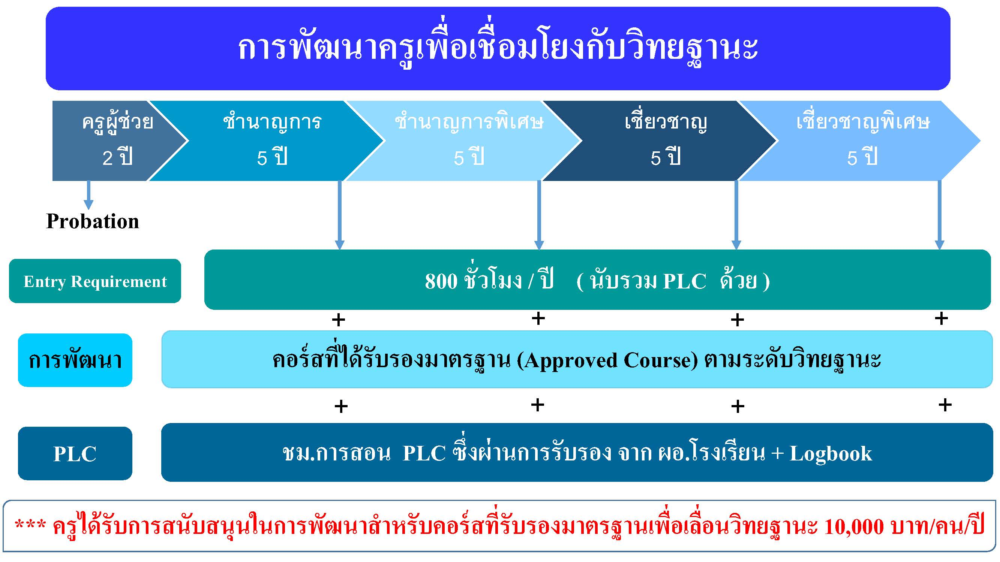 การพัฒนาครูเพื่อเชื่อมโยงกับวิทยฐานะ
ครูผู้ช่วย
2 ปี
ชำนาญการ
5 ปี
ชำนาญการพิเศษ
5 ปี
เชี่ยวชาญ
5 ปี
เชี่ยวชาญพิเศษ
5 ปี
Probation
Entry Requirement
800 ชั่วโมง / ปี ( นับรวม PLC ด้วย )
+ + + +
การพัฒนา
คอร์สที่ได้รับรองมาตรฐาน (Approved Course) ตามระดับวิทยฐานะ
+ + + +
PLC
ชม.การสอน PLC ซึ่งผ่านการรับรอง จาก ผอ.โรงเรียน + Logbook
*** ครูได้รับการสนับสนุนในการพัฒนาสำหรับคอร์สที่รับรองมาตรฐานเพื่อเลื่อนวิทยฐานะ 10,000 บาท/คน/ปี